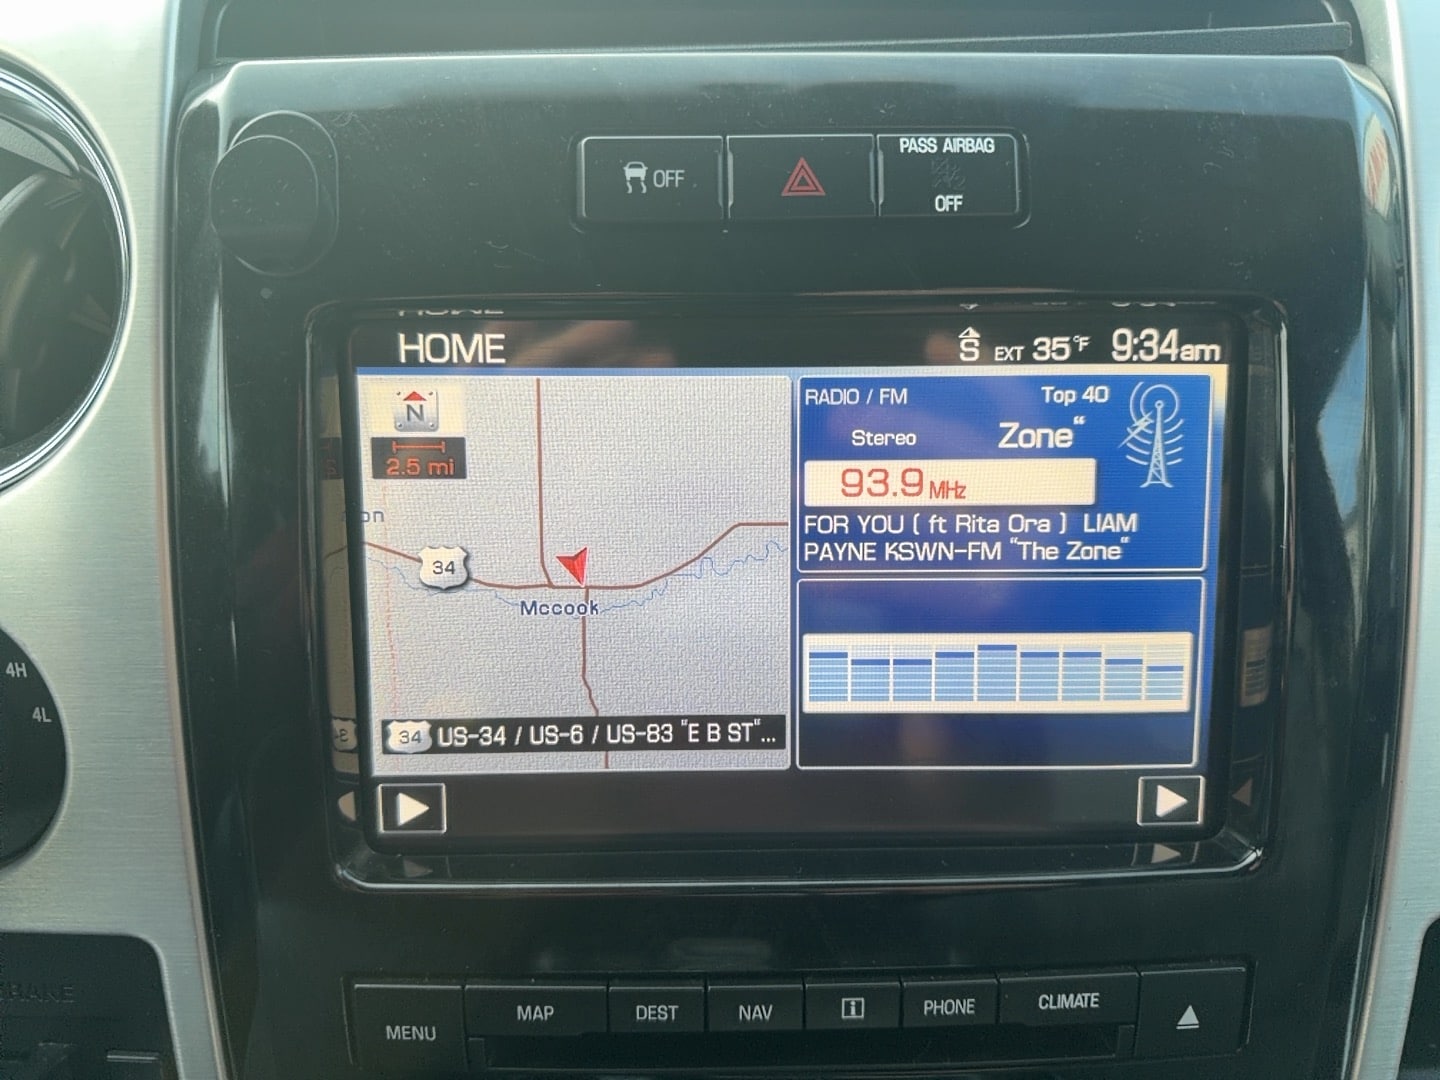 OFF
PASS AIRBAG
OFF
HOME
S EXT 35°F 9:34am
N
2.5 mi
34
Mccook
34 US-34 / US-6 / US-83 "E B ST"...
RADIO / FM Top 40
Stereo Zone"
93.9 MHz
FOR YOU ( ft Rita Ora ) LIAM
PAYNE KSWN-FM "The Zone"
4H
4L
MENU MAP DEST NAV i PHONE CLIMATE